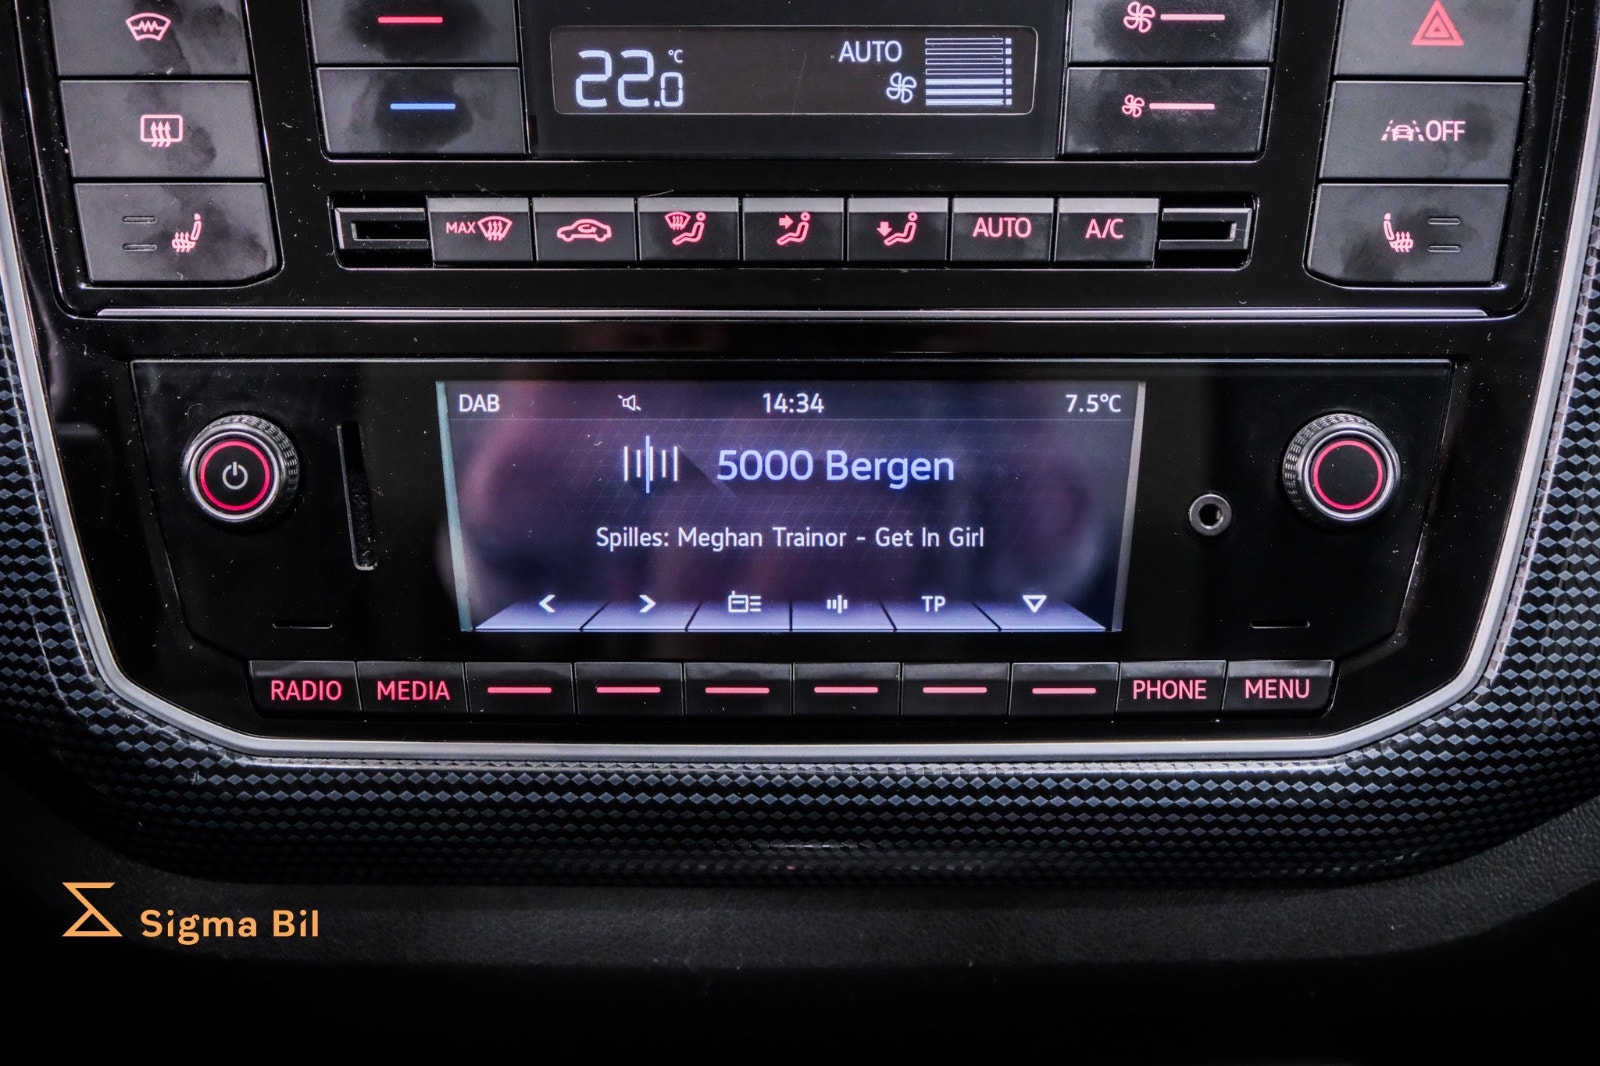 22.0 °C
AUTO
OFF
MAX
AUTO
A/C
DAB
14:34
7.5°C
5000 Bergen
Spilles: Meghan Trainor - Get In Girl
TP
RADIO
MEDIA
PHONE
MENU
Sigma Bil